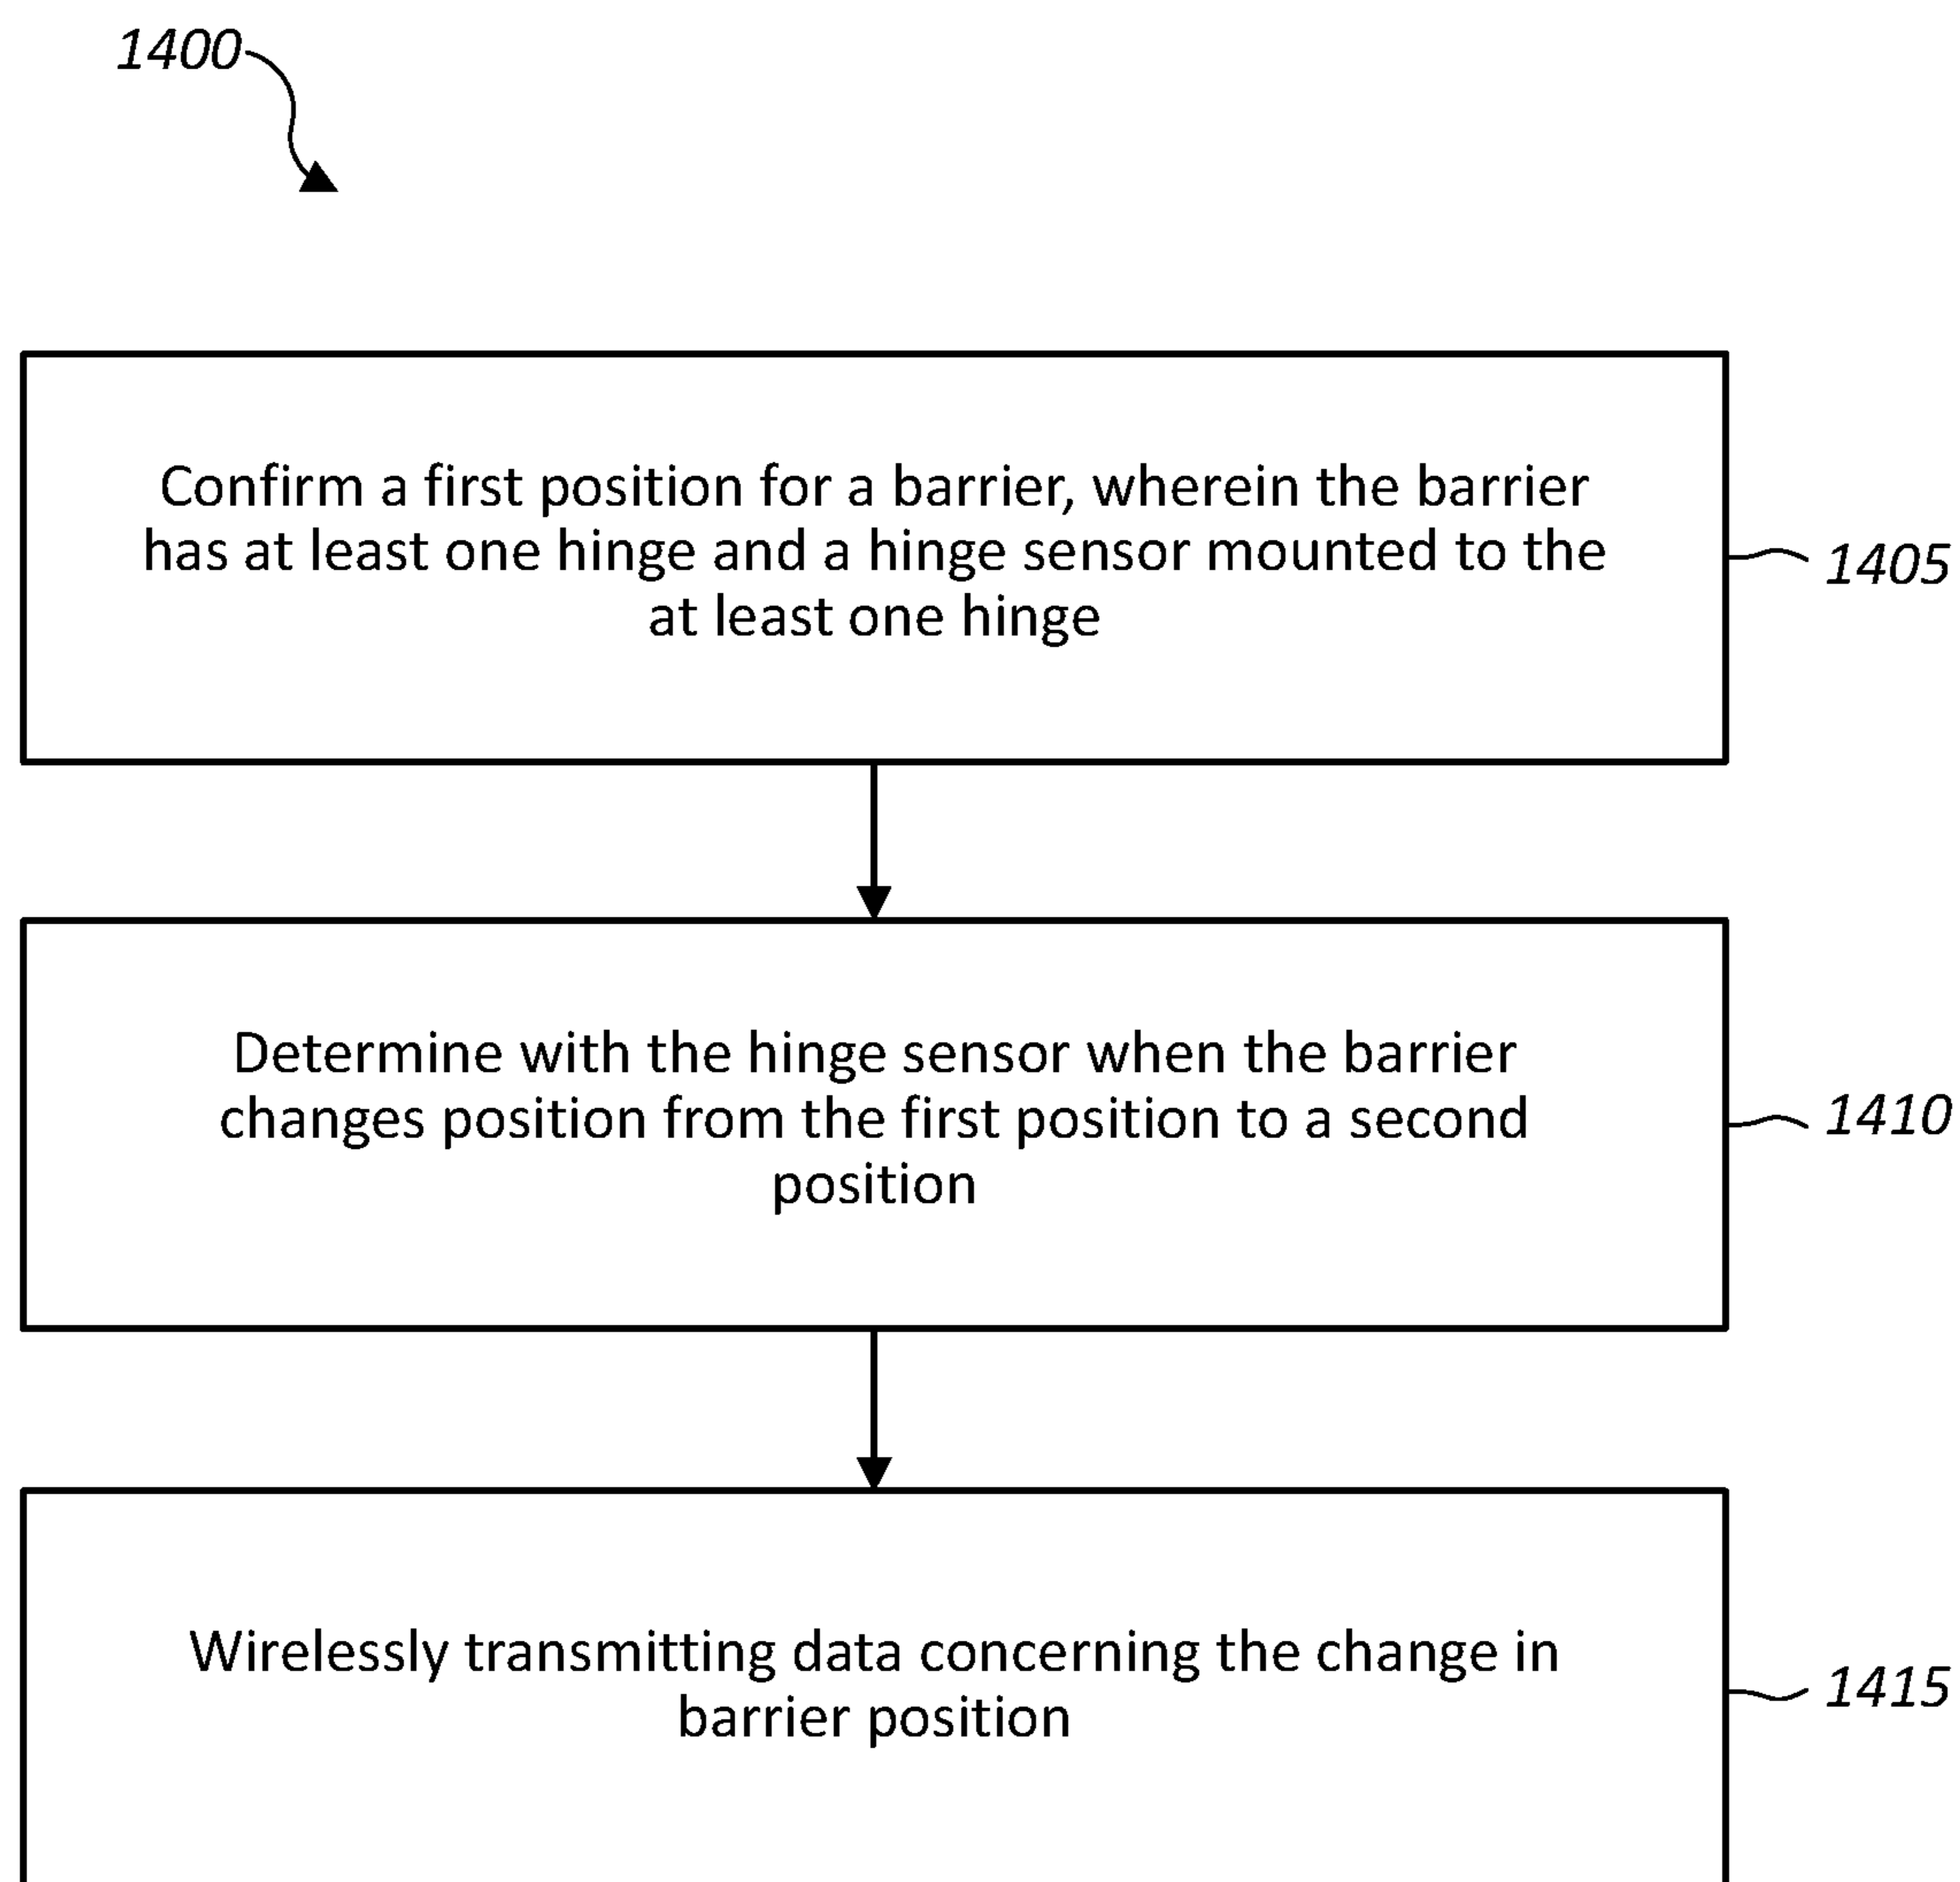 1400
Confirm a first position for a barrier, wherein the barrier
has at least one hinge and a hinge sensor mounted to the
at least one hinge
1405
Determine with the hinge sensor when the barrier
changes position from the first position to a second
position
1410
Wirelessly transmitting data concerning the change in
barrier position
1415